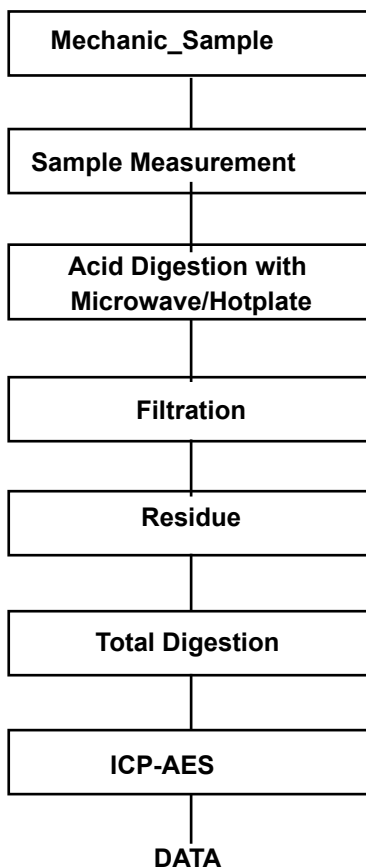 Mechanic_Sample
Sample Measurement
Acid Digestion with
Microwave/Hotplate
Filtration
Residue
Total Digestion
ICP-AES
DATA